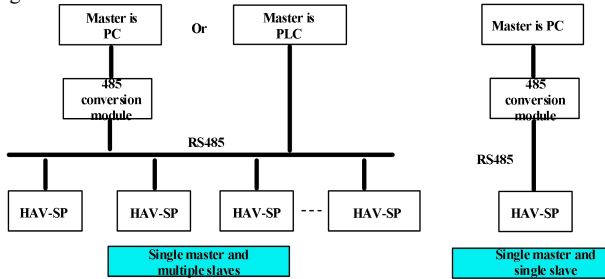 g
Master is
PC
Or
Master is
PLC
Master is PC
485
conversion
module
485
conversion
module
RS485
RS485
HAV-SP
HAV-SP
HAV-SP
---
HAV-SP
HAV-SP
Single master and
multiple slaves
Single master and
single slave